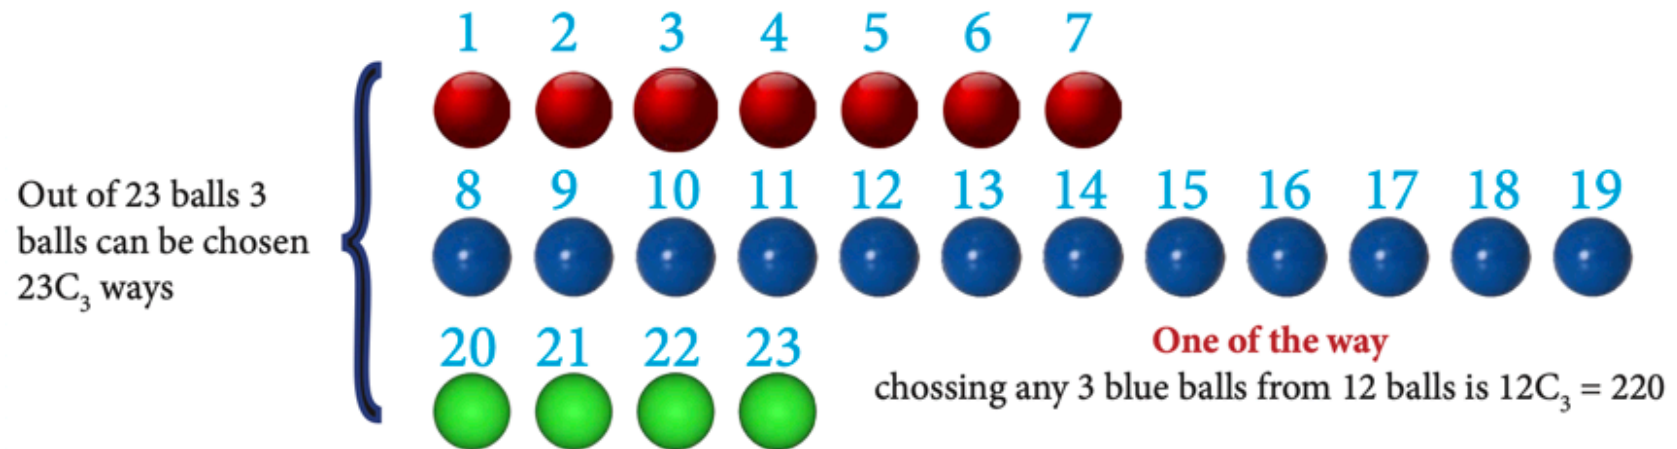 1 2 3 4 5 6 7
8 9 10 11 12 13 14 15 16 17 18 19
Out of 23 balls 3
balls can be chosen
23C₃ ways
20 21 22 23
One of the way
chossing any 3 blue balls from 12 balls is 12C₃ = 220